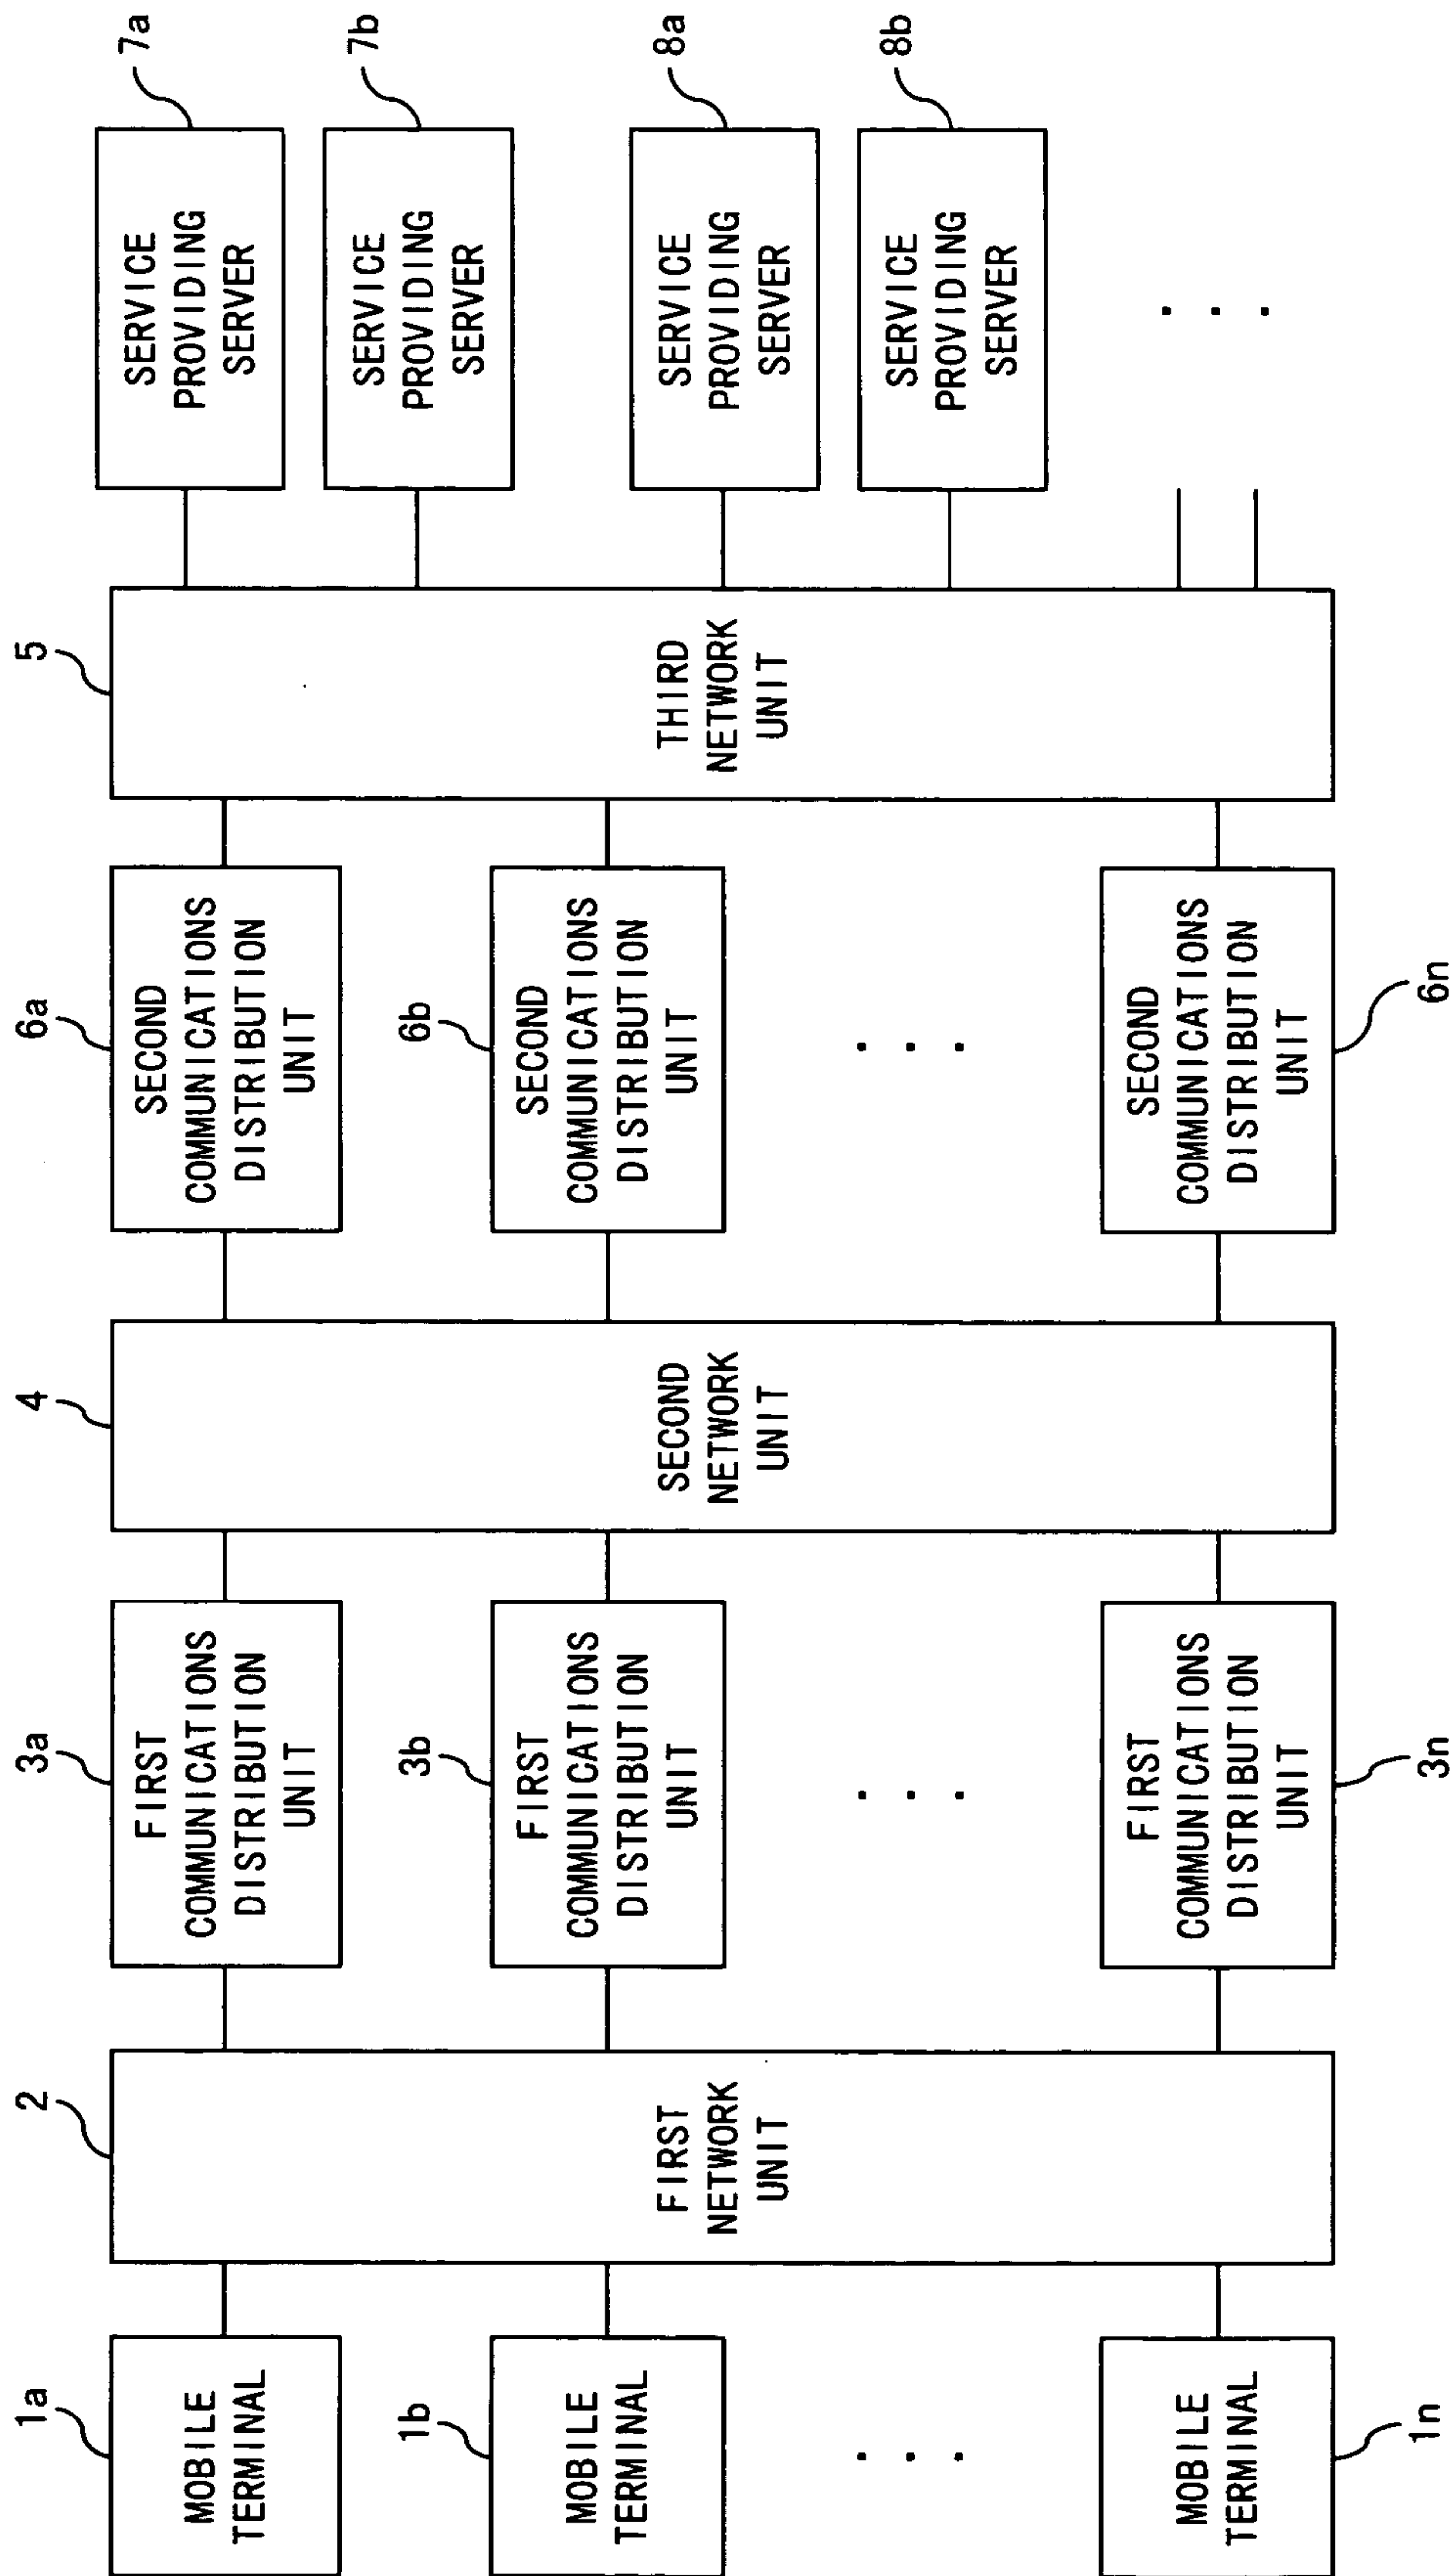 1a
MOBILE
TERMINAL
1b
MOBILE
TERMINAL
. . .
MOBILE
TERMINAL
1n
2
FIRST
NETWORK
UNIT
3a
FIRST
COMMUNICATIONS
DISTRIBUTION
UNIT
3b
FIRST
COMMUNICATIONS
DISTRIBUTION
UNIT
. . .
FIRST
COMMUNICATIONS
DISTRIBUTION
UNIT
3n
4
SECOND
NETWORK
UNIT
6a
SECOND
COMMUNICATIONS
DISTRIBUTION
UNIT
6b
SECOND
COMMUNICATIONS
DISTRIBUTION
UNIT
. . .
SECOND
COMMUNICATIONS
DISTRIBUTION
UNIT
6n
5
THIRD
NETWORK
UNIT
SERVICE
PROVIDING
SERVER
7a
SERVICE
PROVIDING
SERVER
7b
SERVICE
PROVIDING
SERVER
8a
SERVICE
PROVIDING
SERVER
8b
. . .